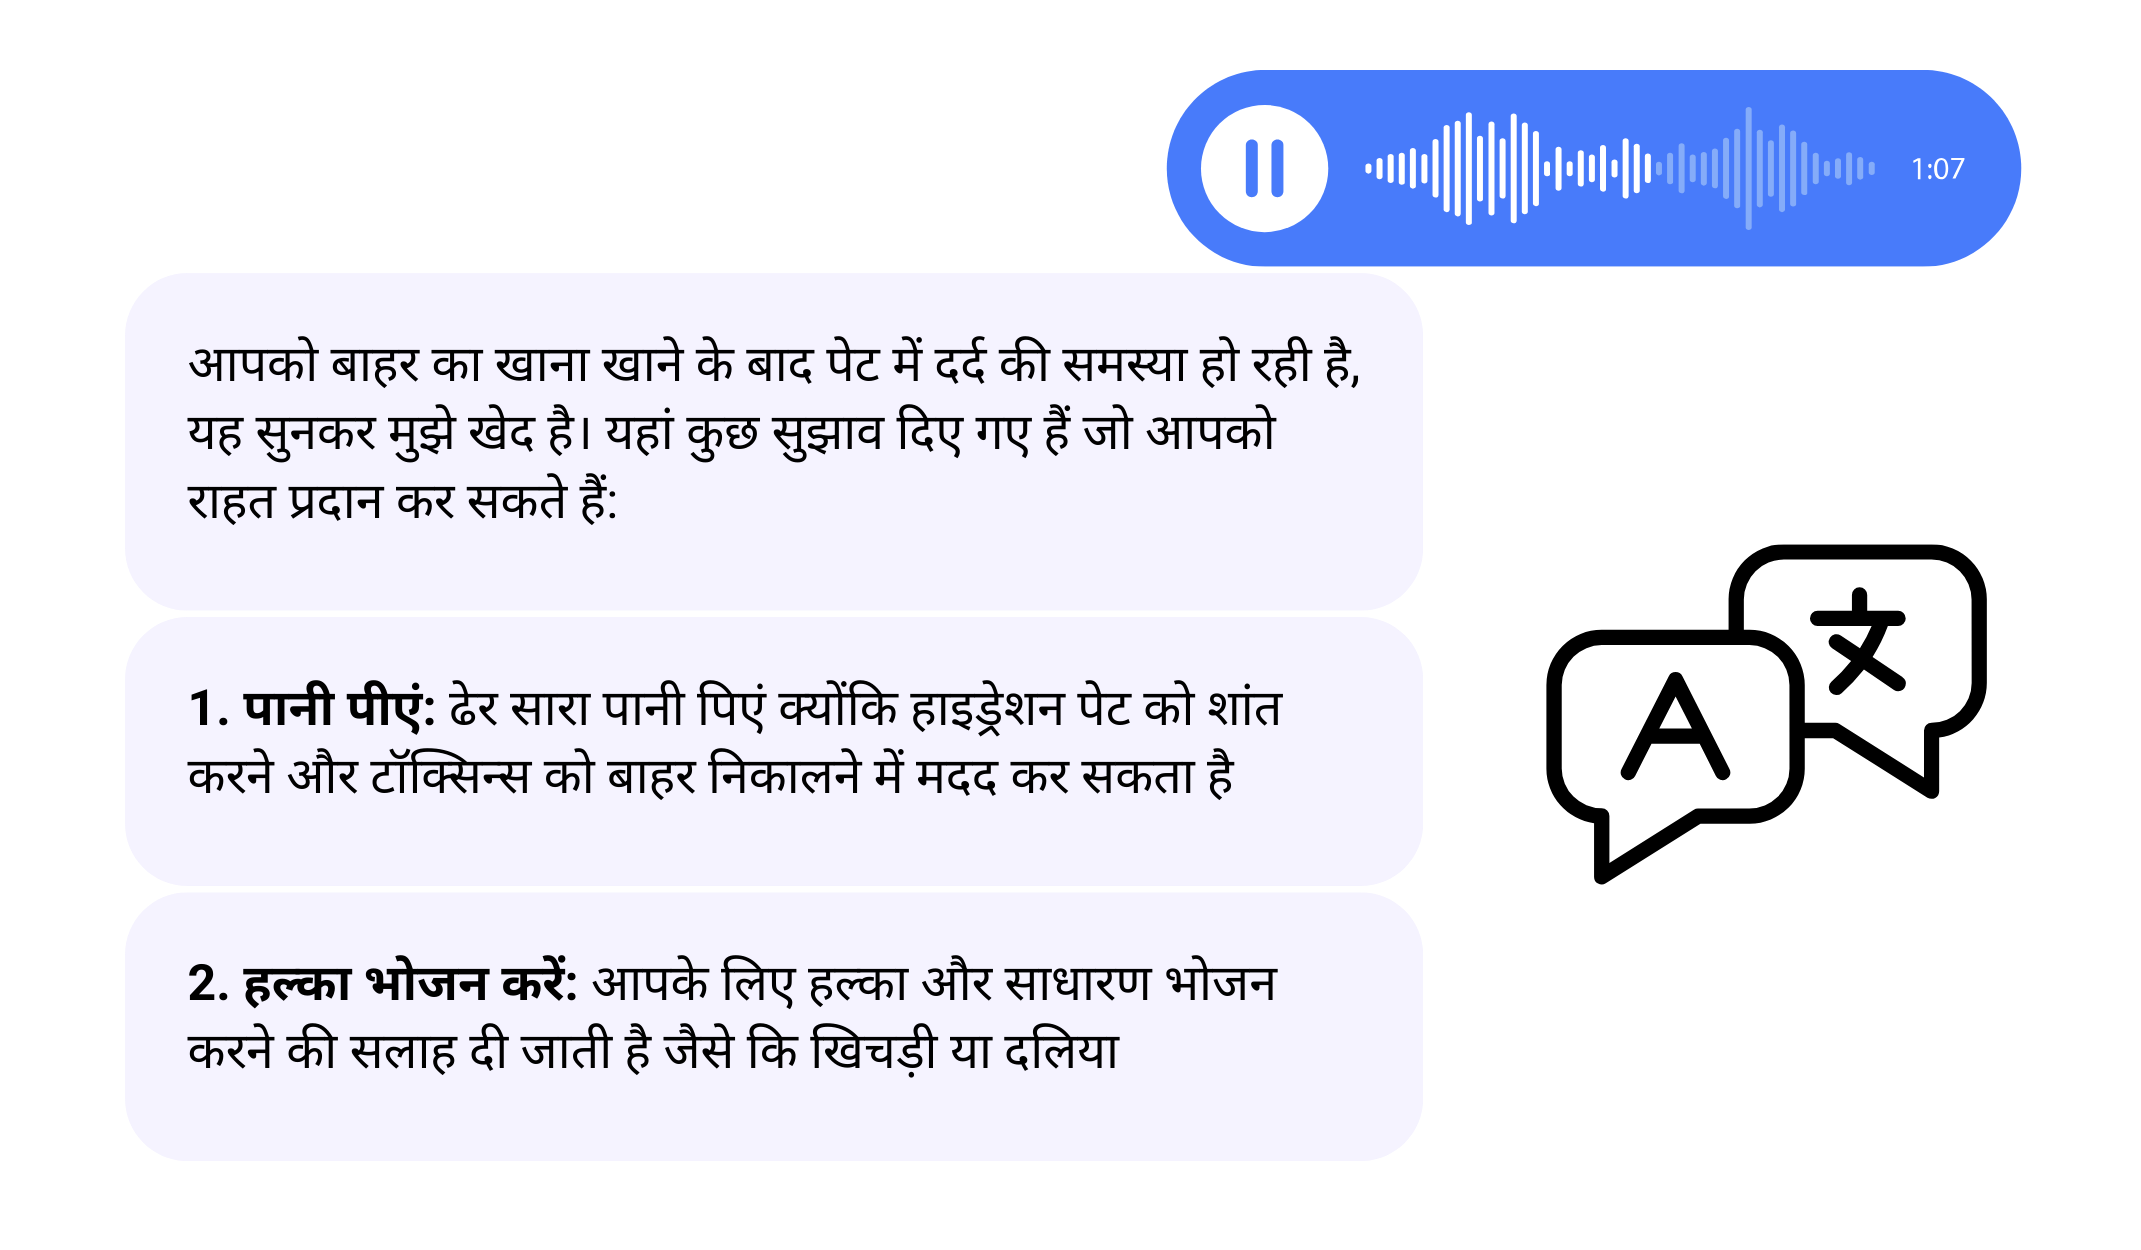 1:07
आपको बाहर का खाना खाने के बाद पेट में दर्द की समस्या हो रही है,
यह सुनकर मुझे खेद है। यहां कुछ सुझाव दिए गए हैं जो आपको
राहत प्रदान कर सकते हैं:
1. पानी पीएं: ढेर सारा पानी पिएं क्योंकि हाइड्रेशन पेट को शांत
करने और टॉक्सिन्स को बाहर निकालने में मदद कर सकता है
文
A
2. हल्का भोजन करें: आपके लिए हल्का और साधारण भोजन
करने की सलाह दी जाती है जैसे कि खिचड़ी या दलिया